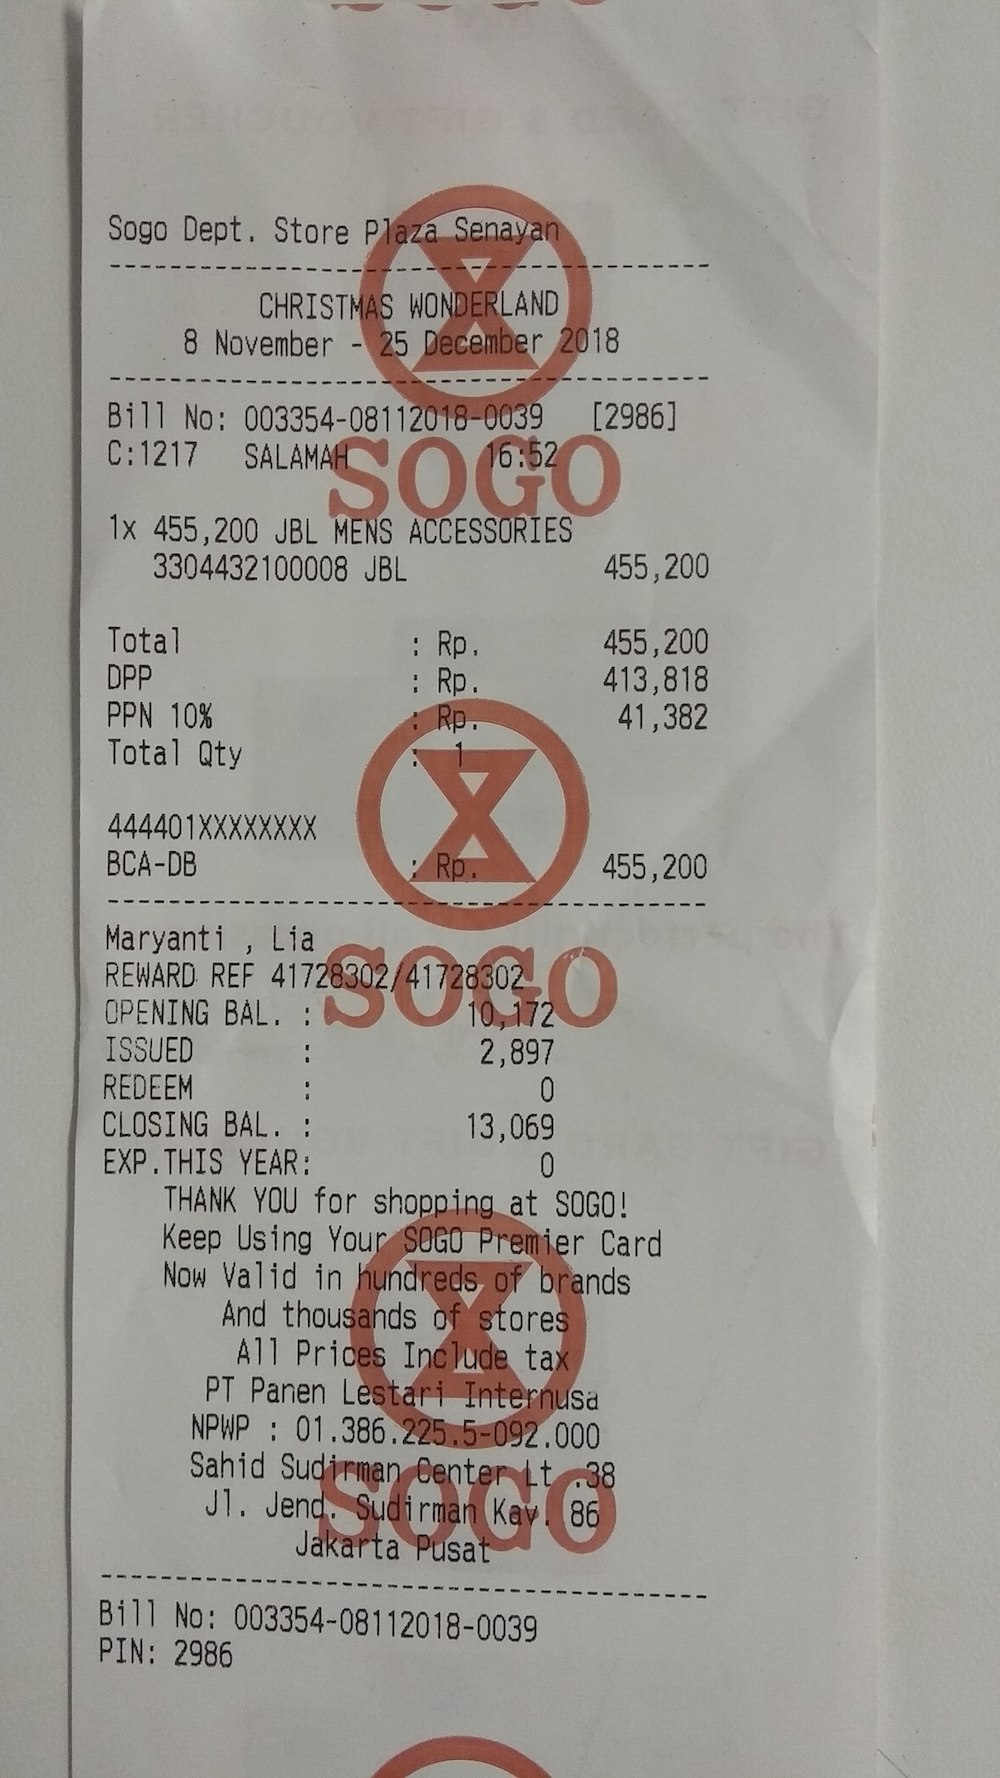 Sogo Dept. Store Plaza Senayan
----------------------------------------
CHRISTMAS WONDERLAND
8 November - 25 December 2018
----------------------------------------
Bill No: 003354-08112018-0039 [2986]
C:1217 SALAMAH 16:52
SOGO
1x 455,200 JBL MENS ACCESSORIES
3304432100008 JBL 455,200
Total : Rp. 455,200
DPP : Rp. 413,818
PPN 10% : Rp. 41,382
Total Qty : 1
444401XXXXXXXX
BCA-DB : Rp. 455,200
----------------------------------------
Maryanti , Lia
REWARD REF 41728302/41728302
SOGO
OPENING BAL. : 10,172
ISSUED : 2,897
REDEEM : 0
CLOSING BAL. : 13,069
EXP.THIS YEAR: 0
THANK YOU for shopping at SOGO!
Keep Using Your SOGO Premier Card
Now Valid in hundreds of brands
And thousands of stores
All Prices Include tax
PT Panen Lestari Internusa
NPWP : 01.386.225.5-092.000
Sahid Sudirman Center Lt .38
Jl. Jend. Sudirman Kav. 86
SOGO
Jakarta Pusat
----------------------------------------
Bill No: 003354-08112018-0039
PIN: 2986